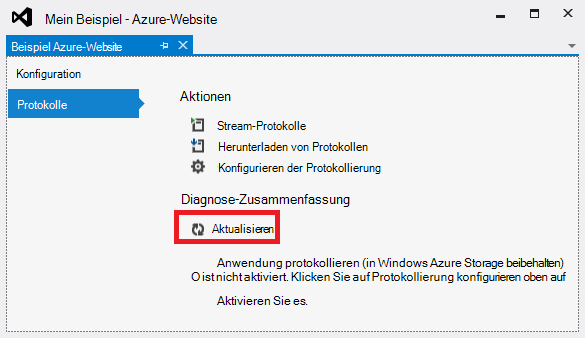 Mein Beispiel - Azure-Website
Beispiel Azure-Website
Konfiguration
Protokolle
Aktionen
Stream-Protokolle
Herunterladen von Protokollen
Konfigurieren der Protokollierung
Diagnose-Zusammenfassung
Aktualisieren
Anwendung protokollieren (in Windows Azure Storage beibehalten)
O ist nicht aktiviert. Klicken Sie auf Protokollierung konfigurieren oben auf
Aktivieren Sie es.